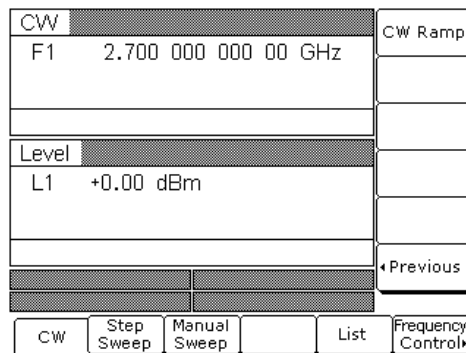 CW
F1 2.700 000 000 00 GHz
Level
L1 +0.00 dBm
CW Ramp
◂Previous
CW
Step
Sweep
Manual
Sweep
List
Frequency
Control▸